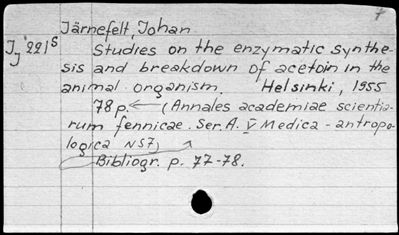 Järnefelt, Johan
Studies on the enzymatic synthe-
sis and breakdown of acetoin in the
animal organism. Helsinki, 1955
78 p. (Annales academiae scientia-
rum fennicae. Ser. A. V Medica - antropo-
logica N57)
Bibliogr. p. 77-78.